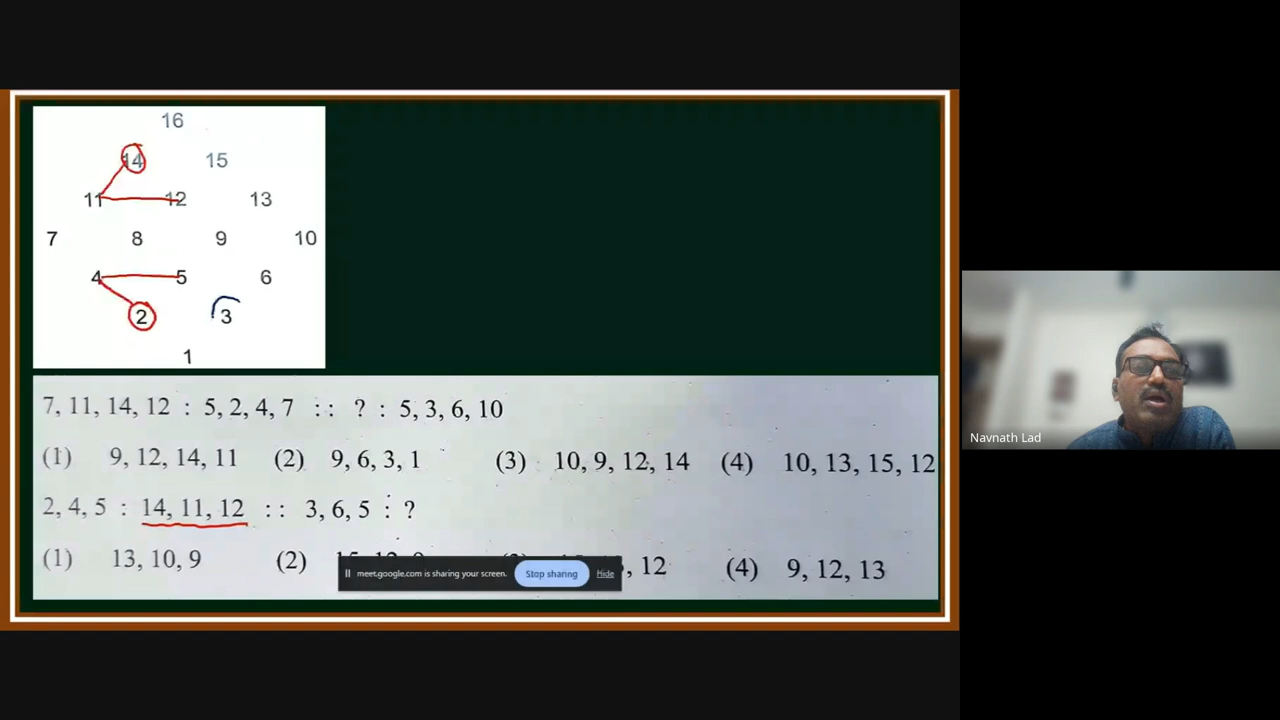 16
14 15
11 12 13
7 8 9 10
4 5 6
2 3
1
7, 11, 14, 12 : 5, 2, 4, 7 :: ? : 5, 3, 6, 10
(1) 9, 12, 14, 11 (2) 9, 6, 3, 1 (3) 10, 9, 12, 14 (4) 10, 13, 15, 12
2, 4, 5 : 14, 11, 12 :: 3, 6, 5 : ?
(1) 13, 10, 9 (2) , 12 (4) 9, 12, 13
meet.google.com is sharing your screen. Stop sharing Hide
Navnath Lad